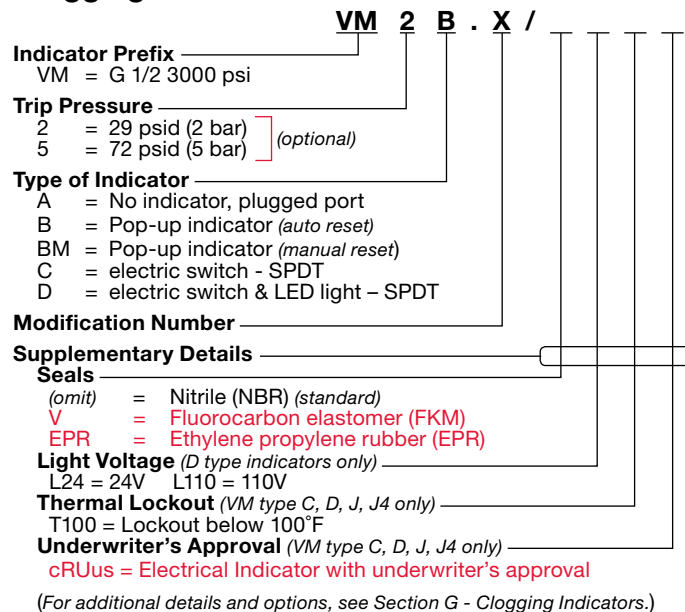 VM 2 B . X /
Indicator Prefix
VM = G 1/2 3000 psi
Trip Pressure
2 = 29 psid (2 bar)
5 = 72 psid (5 bar)
(optional)
Type of Indicator
A = No indicator, plugged port
B = Pop-up indicator (auto reset)
BM = Pop-up indicator (manual reset)
C = electric switch - SPDT
D = electric switch & LED light – SPDT
Modification Number
Supplementary Details
Seals
(omit) = Nitrile (NBR) (standard)
V = Fluorocarbon elastomer (FKM)
EPR = Ethylene propylene rubber (EPR)
Light Voltage (D type indicators only)
L24 = 24V L110 = 110V
Thermal Lockout (VM type C, D, J, J4 only)
T100 = Lockout below 100˚F
Underwriter's Approval (VM type C, D, J, J4 only)
cRUus = Electrical Indicator with underwriter's approval
(For additional details and options, see Section G - Clogging Indicators.)